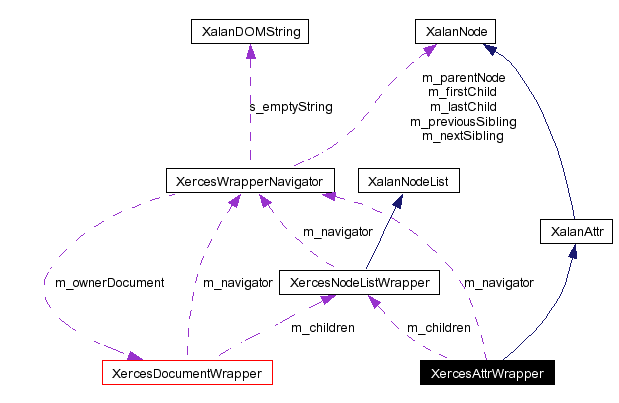 XalanDOMString
XalanNode
m_parentNode
m_firstChild
m_lastChild
m_previousSibling
m_nextSibling
s_emptyString
XercesWrapperNavigator
XalanNodeList
XalanAttr
m_navigator
m_ownerDocument
m_navigator
XercesNodeListWrapper
m_navigator
m_children
m_children
XercesDocumentWrapper
XercesAttrWrapper